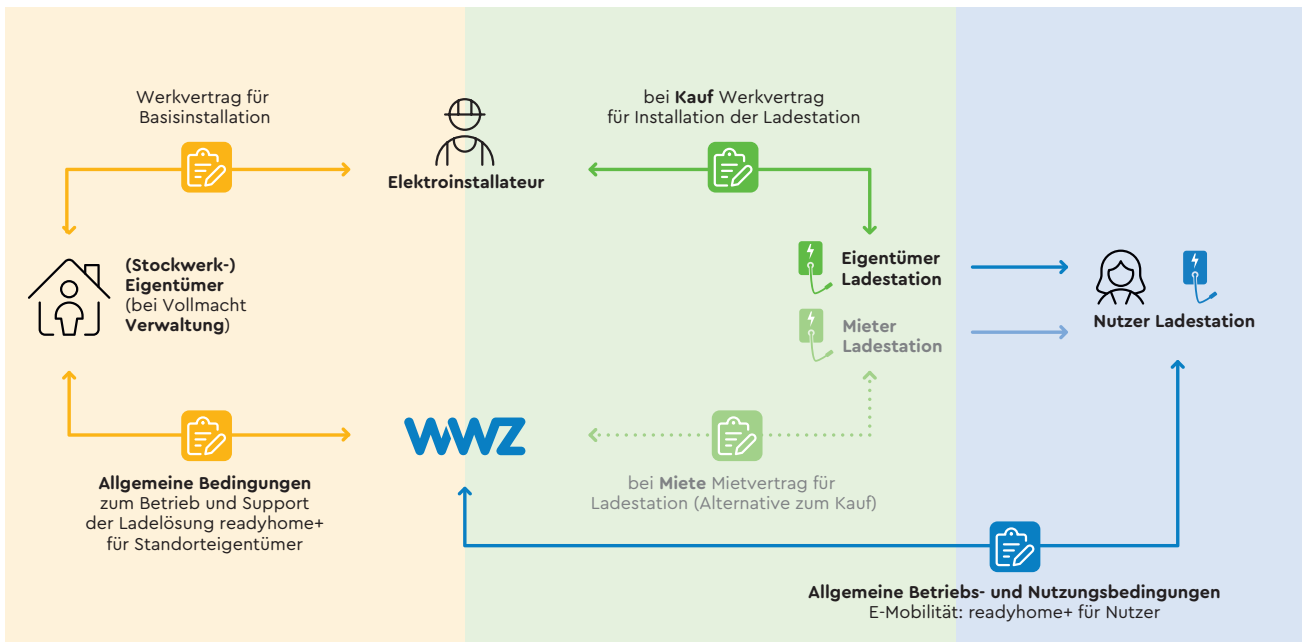 Werkvertrag für
Basisinstallation
bei Kauf Werkvertrag
für Installation der Ladestation
Elektroinstallateur
(Stockwerk-)
Eigentümer
(bei Vollmacht
Verwaltung)
Eigentümer
Ladestation
Mieter
Ladestation
Nutzer Ladestation
WWZ
Allgemeine Bedingungen
zum Betrieb und Support
der Ladelösung readyhome+
für Standorteigentümer
bei Miete Mietvertrag für
Ladestation (Alternative zum Kauf)
Allgemeine Betriebs- und Nutzungsbedingungen
E-Mobilität: readyhome+ für Nutzer